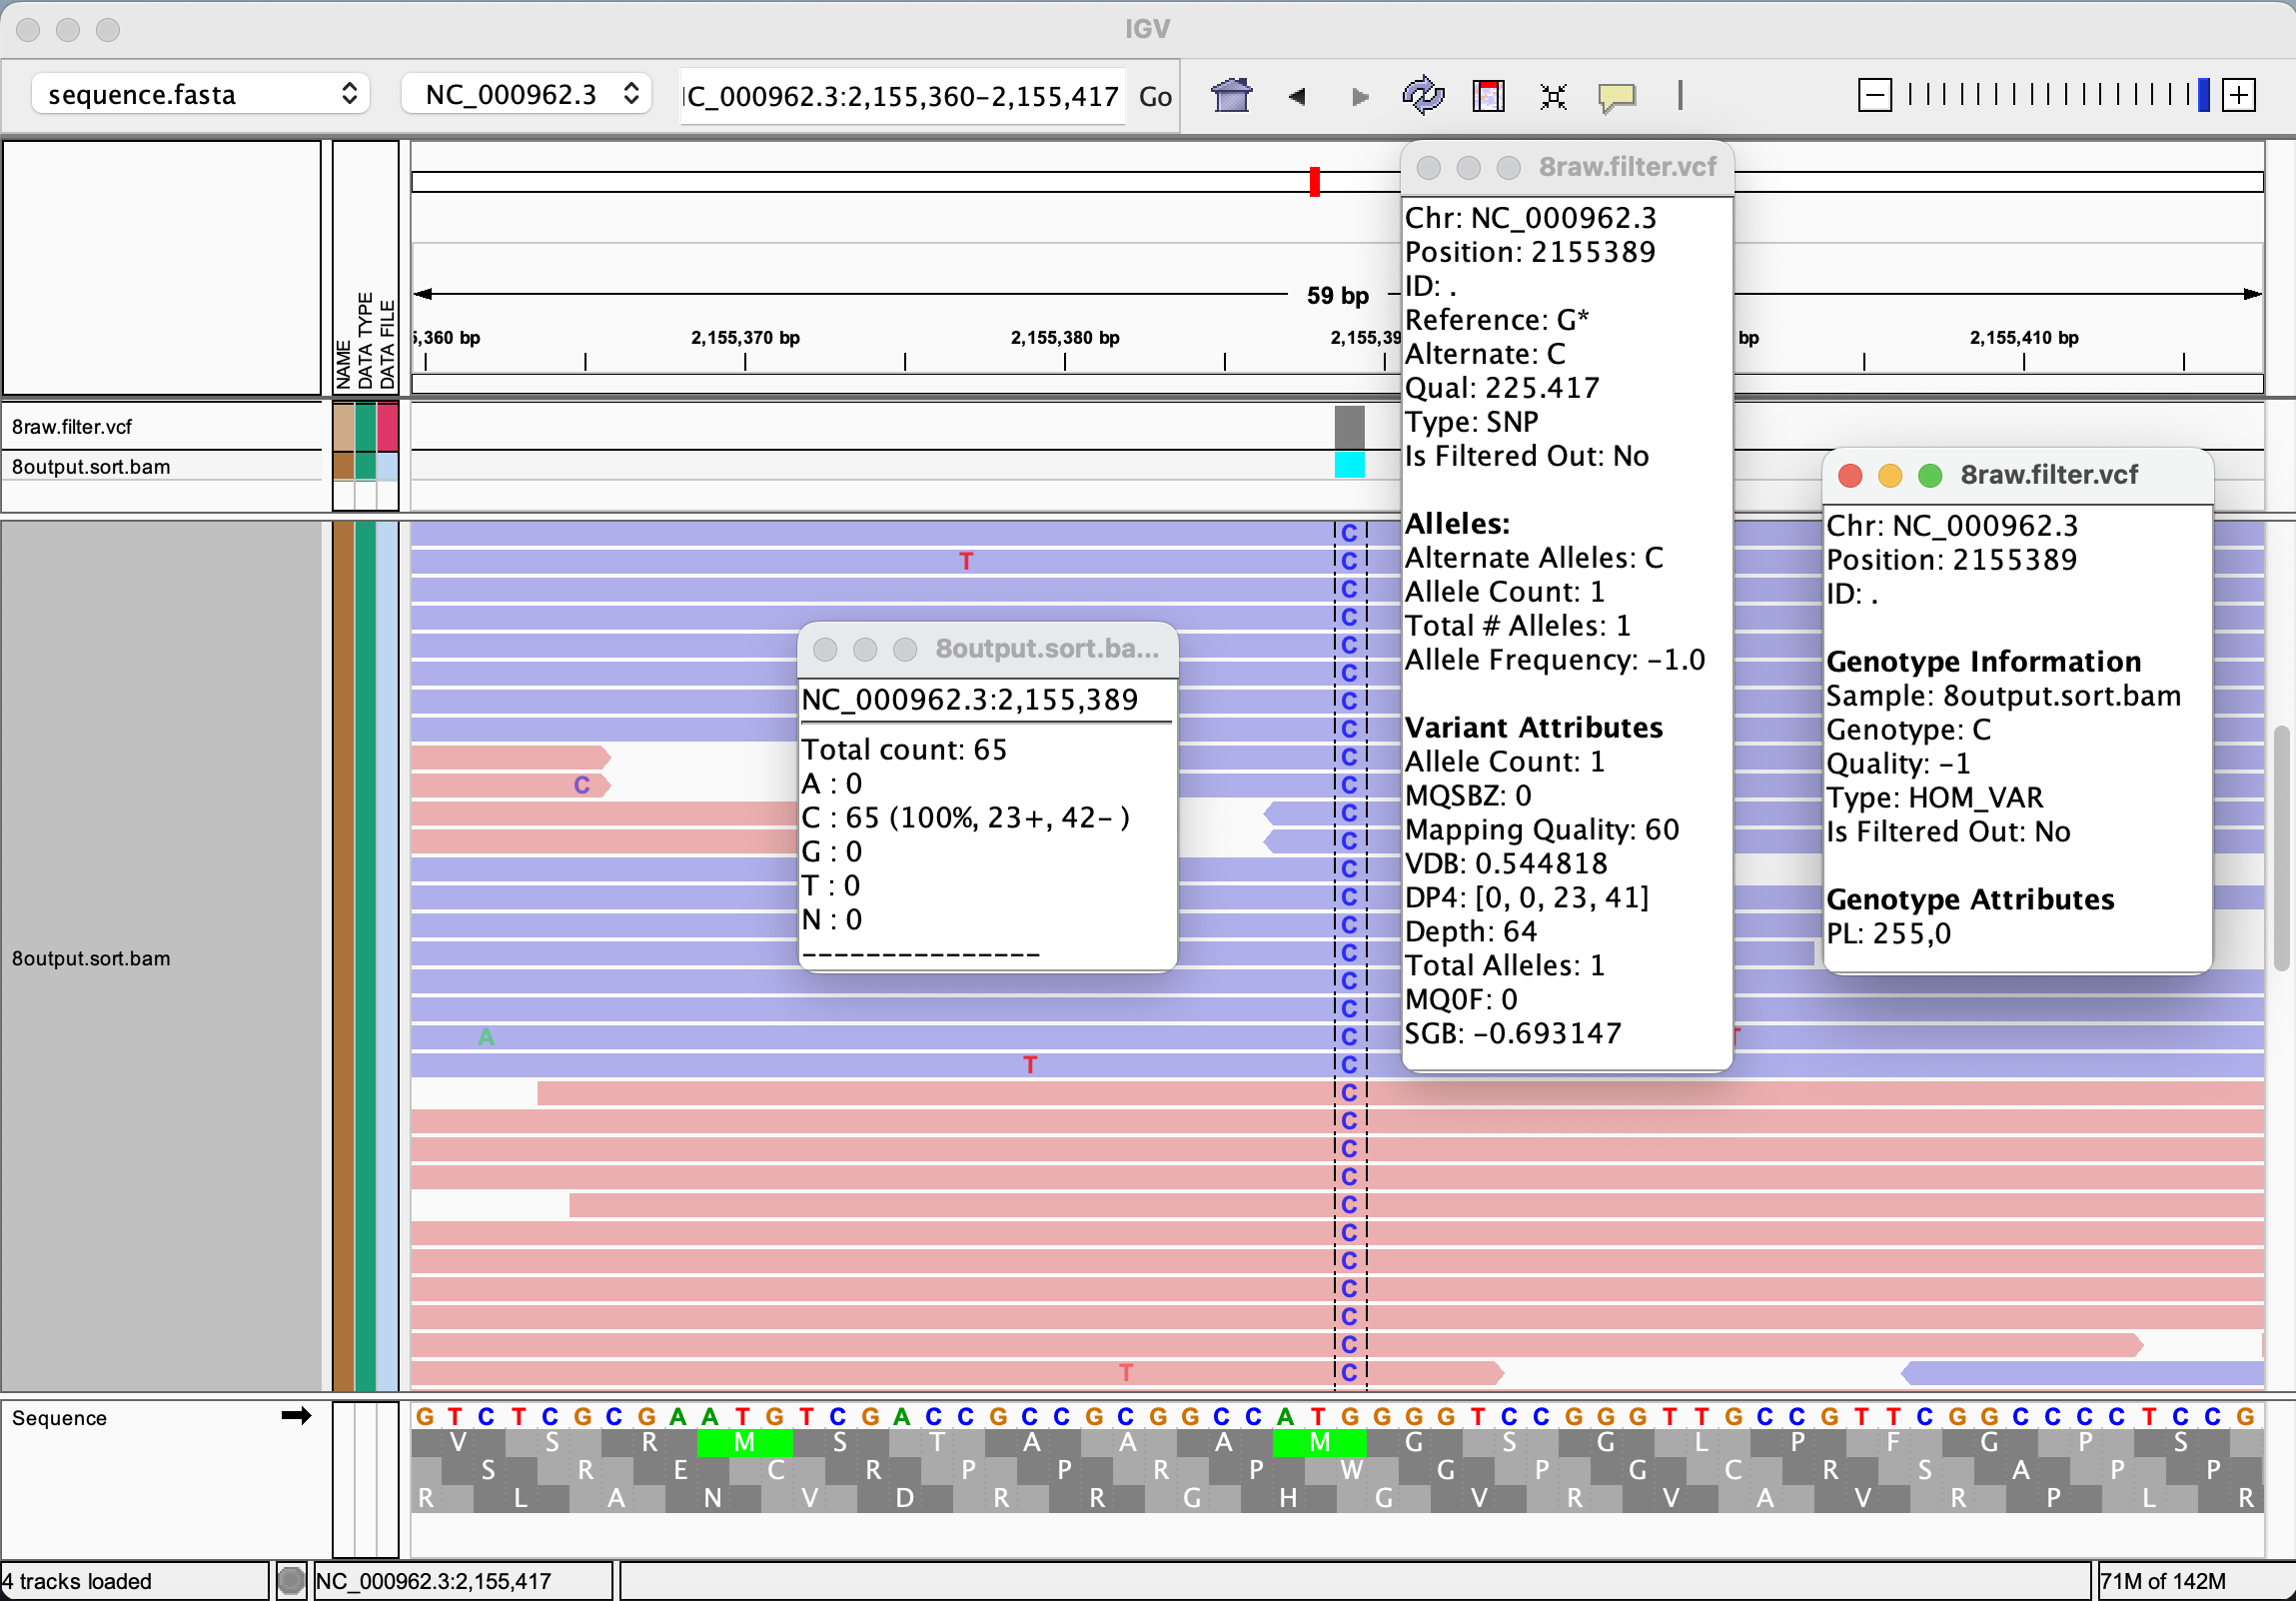 IGV
sequence.fasta
NC_000962.3
C_000962.3:2,155,360-2,155,417
Go
8raw.filter.vcf
Chr: NC_000962.3
Position: 2155389
ID: .
Reference: G*
Alternate: C
Qual: 225.417
Type: SNP
Is Filtered Out: No
Alleles:
Alternate Alleles: C
Allele Count: 1
Total # Alleles: 1
Allele Frequency: -1.0
Variant Attributes
Allele Count: 1
MQSBZ: 0
Mapping Quality: 60
VDB: 0.544818
DP4: [0, 0, 23, 41]
Depth: 64
Total Alleles: 1
MQ0F: 0
SGB: -0.693147
NAME
DATA TYPE
DATA FILE
59 bp
5,360 bp 2,155,370 bp 2,155,380 bp 2,155,39 bp 2,155,410 bp
8raw.filter.vcf
8output.sort.bam
8raw.filter.vcf
Chr: NC_000962.3
Position: 2155389
ID: .
Genotype Information
Sample: 8output.sort.bam
Genotype: C
Quality: -1
Type: HOM_VAR
Is Filtered Out: No
Genotype Attributes
PL: 255,0
8output.sort.ba...
NC_000962.3:2,155,389
Total count: 65
A : 0
C : 65 (100%, 23+, 42- )
G : 0
T : 0
N : 0
---------------
8output.sort.bam
C
T C
C
C
C
C
C
C
C
C C
C
C
C
C
C
C
C
C
A C T
T C
C
C
C
C
C
C
C
C
C
C
T C
Sequence
G T C T C G C G A A T G T C G A C C G C C G C G G C C A T G G G G T C C G G G T T G C C G T T C G G C C C C T C C G
V S R M S T A A A M G S G L P F G P S
S R E C R P P R P W G P G C R S A P P
R L A N V D R R G H G V R V A V R P L R
4 tracks loaded
NC_000962.3:2,155,417
71M of 142M